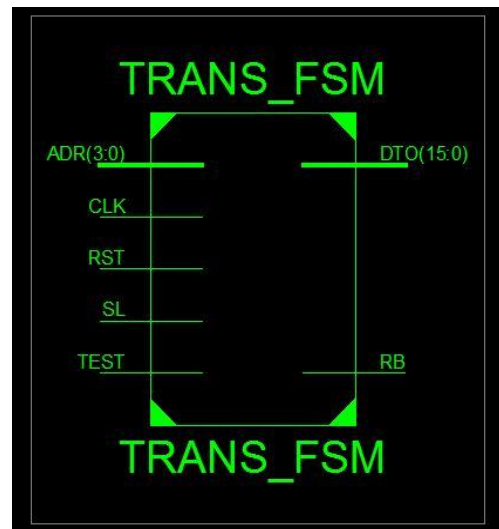 TRANS_FSM
ADR(3:0) DTO(15:0)
CLK
RST
SL
TEST RB
TRANS_FSM